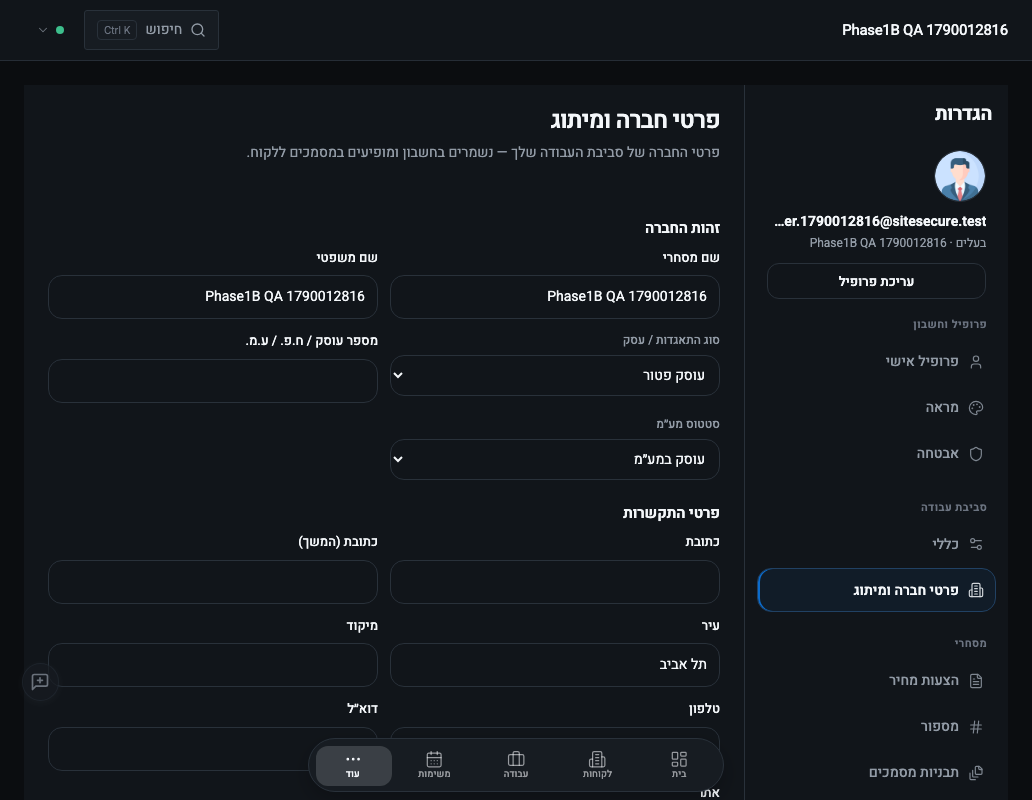 Phase1B QA 1790012816
חיפוש Ctrl K
הגדרות
er.1790012816@sitesecure.test...
בעלים · Phase1B QA 1790012816
עריכת פרופיל
פרופיל וחשבון
פרופיל אישי
מראה
אבטחה
סביבת עבודה
כללי
פרטי חברה ומיתוג
מסחרי
הצעות מחיר
מספור
תבניות מסמכים
פרטי חברה ומיתוג
פרטי החברה של סביבת העבודה שלך — נשמרים בחשבון ומופיעים במסמכים ללקוח.
זהות החברה
שם מסחרי
Phase1B QA 1790012816
שם משפטי
Phase1B QA 1790012816
סוג התאגדות / עסק
עוסק פטור
מספר עוסק / ח.פ. / ע.מ.
סטטוס מע״מ
עוסק במע״מ
פרטי התקשרות
כתובת
כתובת (המשך)
עיר
תל אביב
מיקוד
טלפון
דוא״ל
אתר
בית
לקוחות
עבודה
משימות
עוד